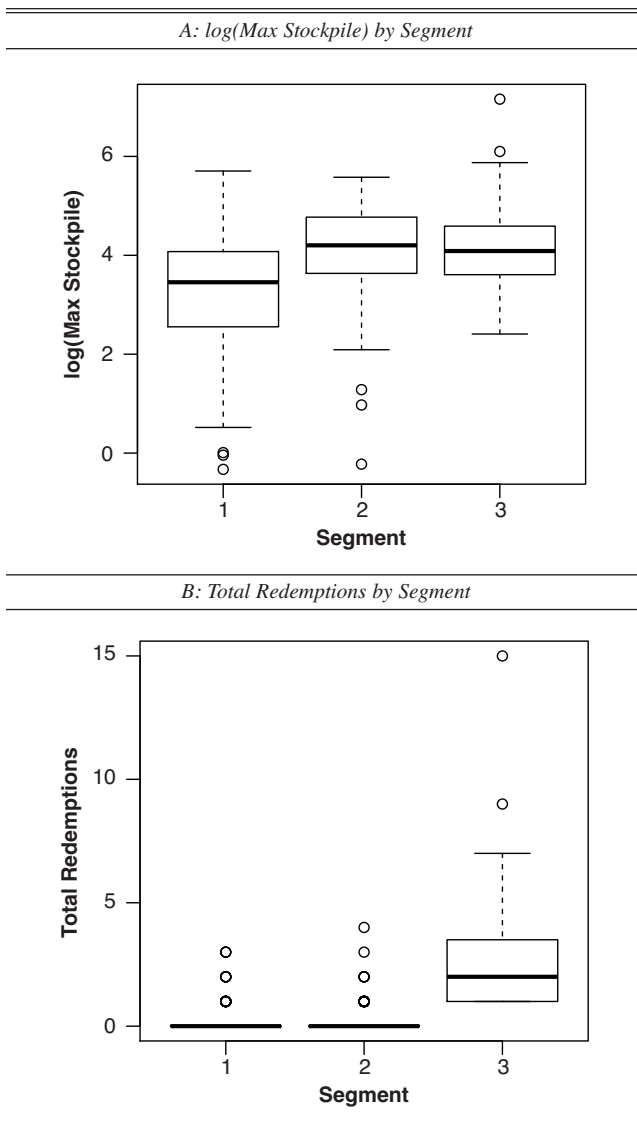 A: log(Max Stockpile) by Segment
log(Max Stockpile)
6
4
2
0
1 2 3
Segment
B: Total Redemptions by Segment
Total Redemptions
15
10
5
0
1 2 3
Segment